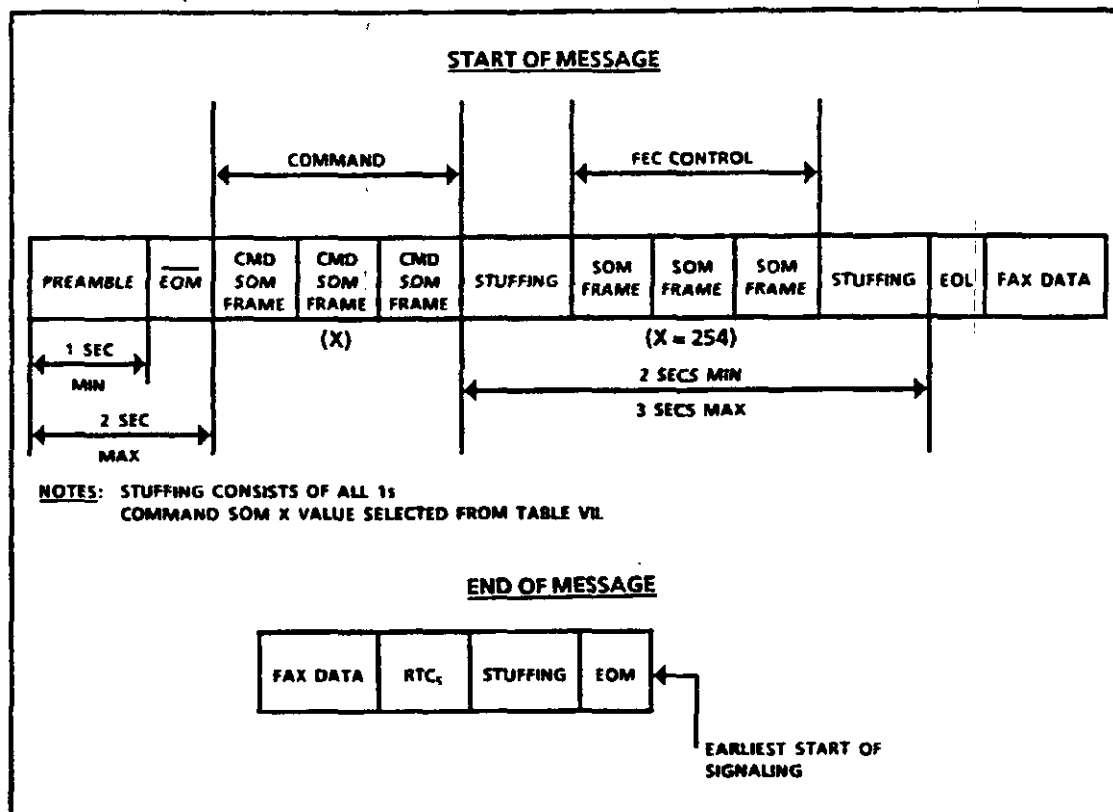 START OF MESSAGE
COMMAND
FEC CONTROL
PREAMBLE
EOM
CMD SOM FRAME
CMD SOM FRAME
CMD SOM FRAME
STUFFING
SOM FRAME
SOM FRAME
SOM FRAME
STUFFING
EOL
FAX DATA
(X)
(X = 254)
1 SEC
MIN
2 SECS MIN
3 SECS MAX
2 SEC
MAX
NOTES: STUFFING CONSISTS OF ALL 1s
COMMAND SOM X VALUE SELECTED FROM TABLE VII.
END OF MESSAGE
FAX DATA
RTCs
STUFFING
EOM
EARLIEST START OF
SIGNALING